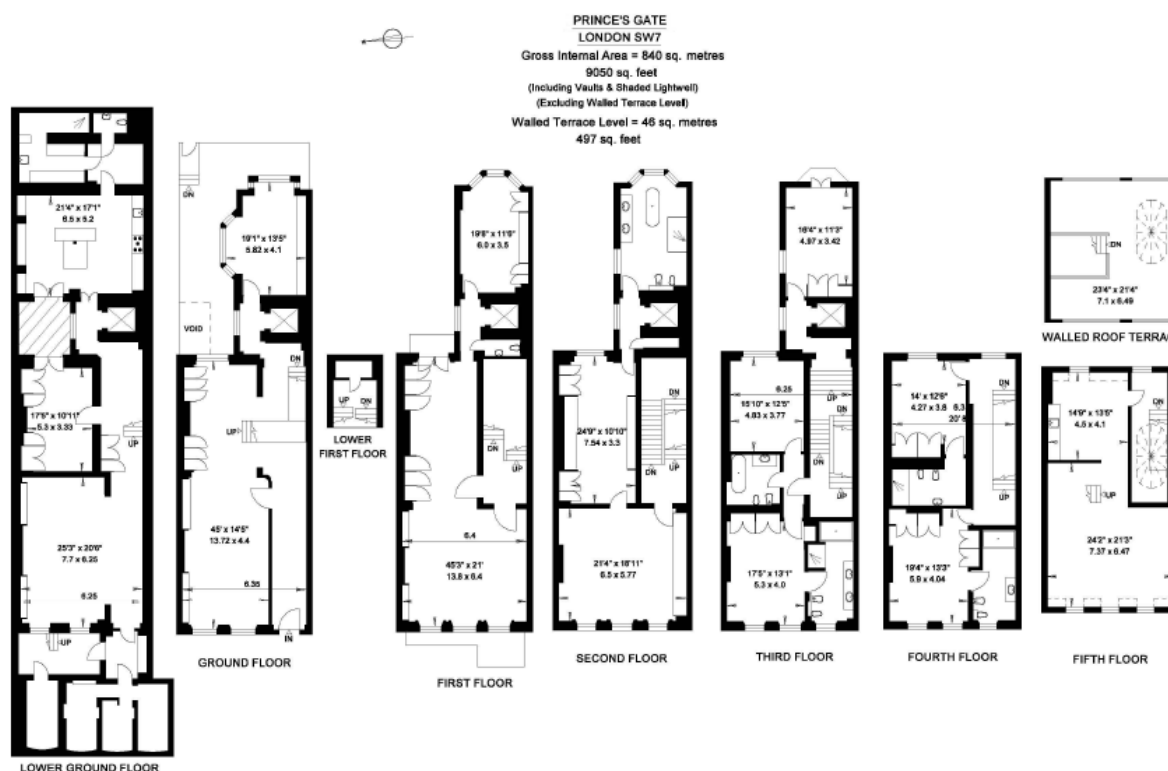 PRINCE'S GATE
LONDON SW7
Gross Internal Area = 840 sq. metres
9050 sq. feet
(Including Vaults & Shaded Lightwell)
(Excluding Walled Terrace Level)
Walled Terrace Level = 46 sq. metres
497 sq. feet
21'4" x 17'1"
6.5 x 5.2
17'5" x 10'11"
5.3 x 3.33
UP
25'3" x 20'6"
7.7 x 6.25
6.25
UP
LOWER GROUND FLOOR
DN
19'1" x 13'5"
5.82 x 4.1
VOID
DN
UP
45' x 14'5"
13.72 x 4.4
6.35
IN
GROUND FLOOR
UP
DN
LOWER
FIRST FLOOR
19'8" x 11'6"
6.0 x 3.5
DN
UP
6.4
45'3" x 21'
13.8 x 6.4
FIRST FLOOR
24'9" x 10'10"
7.54 x 3.3
DN
DN
UP
21'4" x 18'11"
6.5 x 5.77
SECOND FLOOR
16'4" x 11'3"
4.97 x 3.42
6.25
15'10" x 12'5"
4.83 x 3.77
UP
DN
DN
UP
17'5" x 13'1"
5.3 x 4.0
THIRD FLOOR
14' x 12'6"
4.27 x 3.8
6.3
20' 8
DN
UP
19'4" x 13'3"
5.9 x 4.04
FOURTH FLOOR
DN
23'4" x 21'4"
7.1 x 6.49
WALLED ROOF TERRAC
14'9" x 13'5"
4.5 x 4.1
DN
UP
24'2" x 21'3"
7.37 x 6.47
FIFTH FLOOR